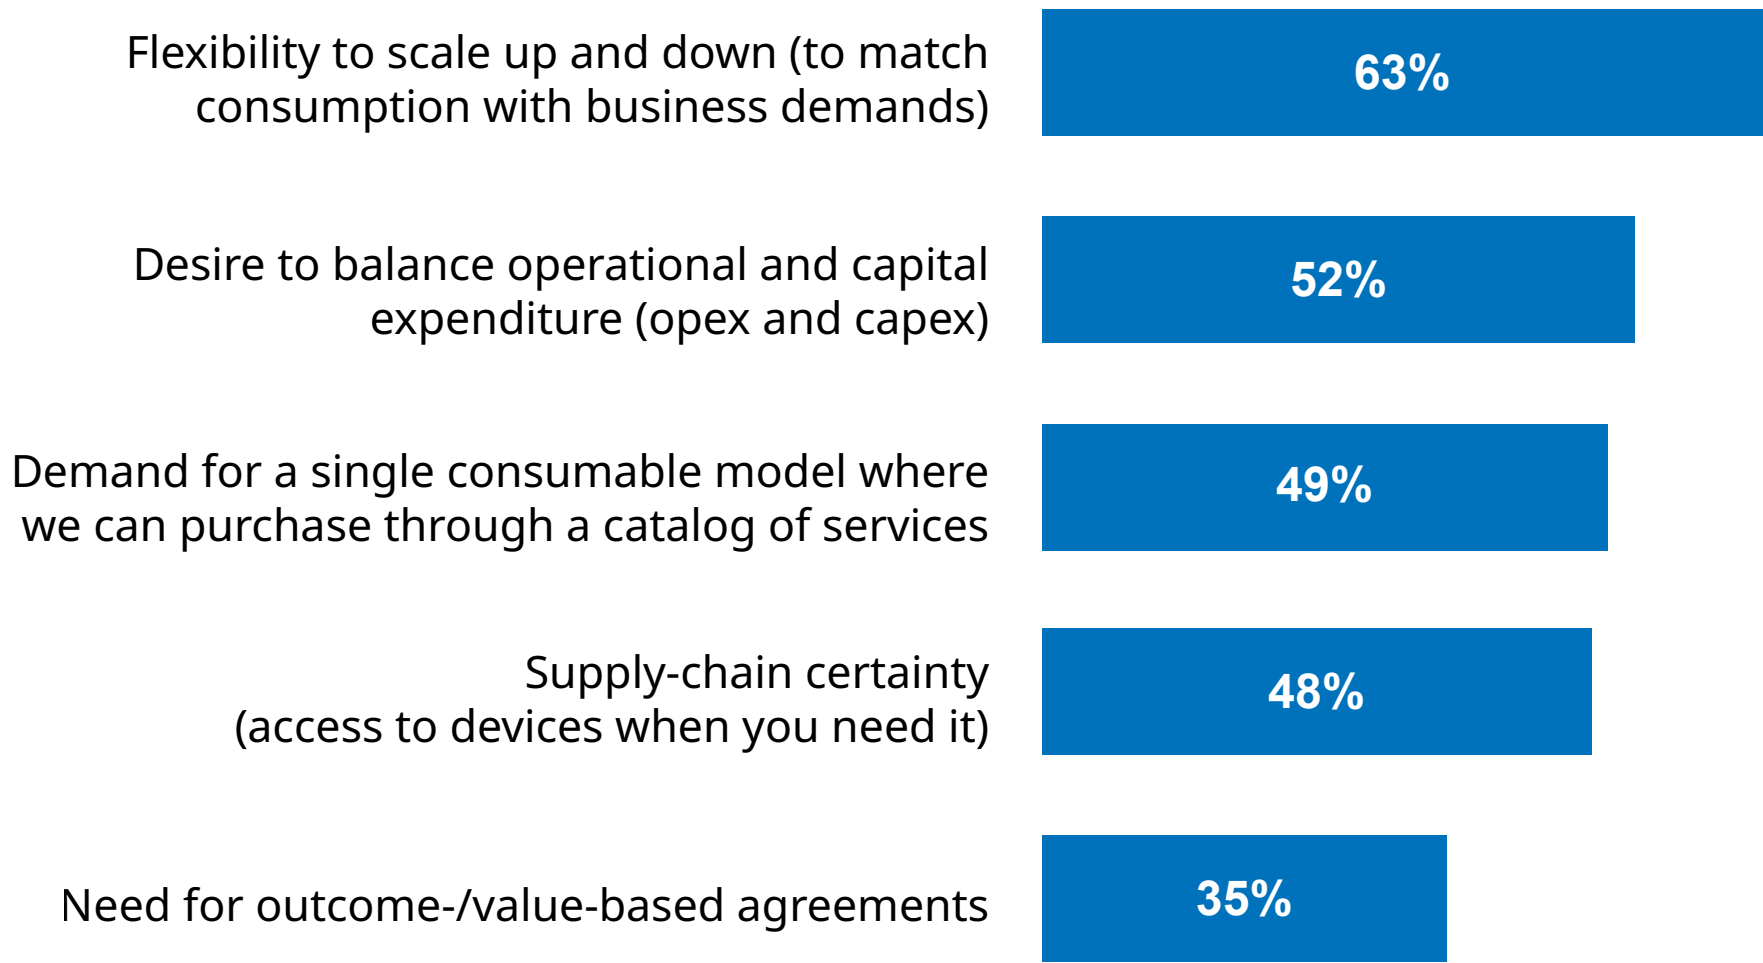 Flexibility to scale up and down (to match
consumption with business demands)
63%
Desire to balance operational and capital
expenditure (opex and capex)
52%
Demand for a single consumable model where
we can purchase through a catalog of services
49%
Supply-chain certainty
(access to devices when you need it)
48%
Need for outcome-/value-based agreements
35%